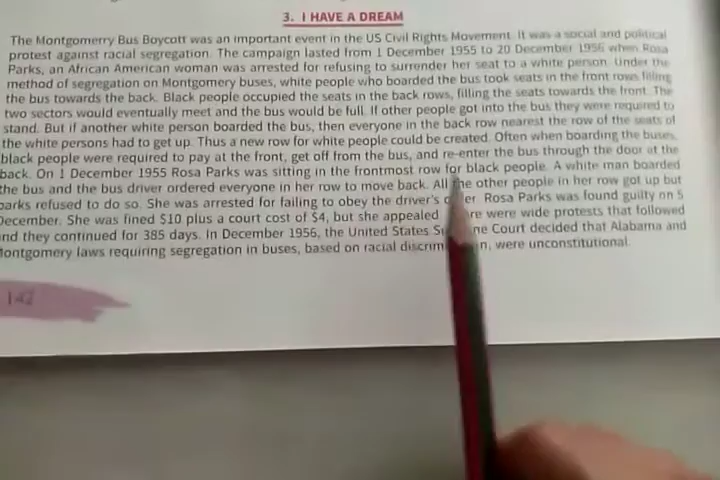 3. I HAVE A DREAM
The Montgomerry Bus Boycott was an important event in the US Civil Rights Movement. It was a social and political
protest against racial segregation. The campaign lasted from 1 December 1955 to 20 December 1956 when Rosa
Parks, an African American woman was arrested for refusing to surrender her seat to a white person. Under the
method of segregation on Montgomery buses, white people who boarded the bus took seats in the front rows filling
the bus towards the back. Black people occupied the seats in the back rows, filling the seats towards the front. The
two sectors would eventually meet and the bus would be full. If other people got into the bus they were required to
stand. But if another white person boarded the bus, then everyone in the back row nearest the row of the seats of
the white persons had to get up. Thus a new row for white people could be created. Often when boarding the buses,
black people were required to pay at the front, get off from the bus, and re-enter the bus through the door at the
back. On 1 December 1955 Rosa Parks was sitting in the frontmost row for black people. A white man boarded
the bus and the bus driver ordered everyone in her row to move back. All the other people in her row got up but
parks refused to do so. She was arrested for failing to obey the driver's Rosa Parks was found guilty on 5
December. She was fined $10 plus a court cost of $4, but she appealed were wide protests that followed
nd they continued for 385 days. In December 1956, the United States Court decided that Alabama and
ontgomery laws requiring segregation in buses, based on racial were unconstitutional.
142